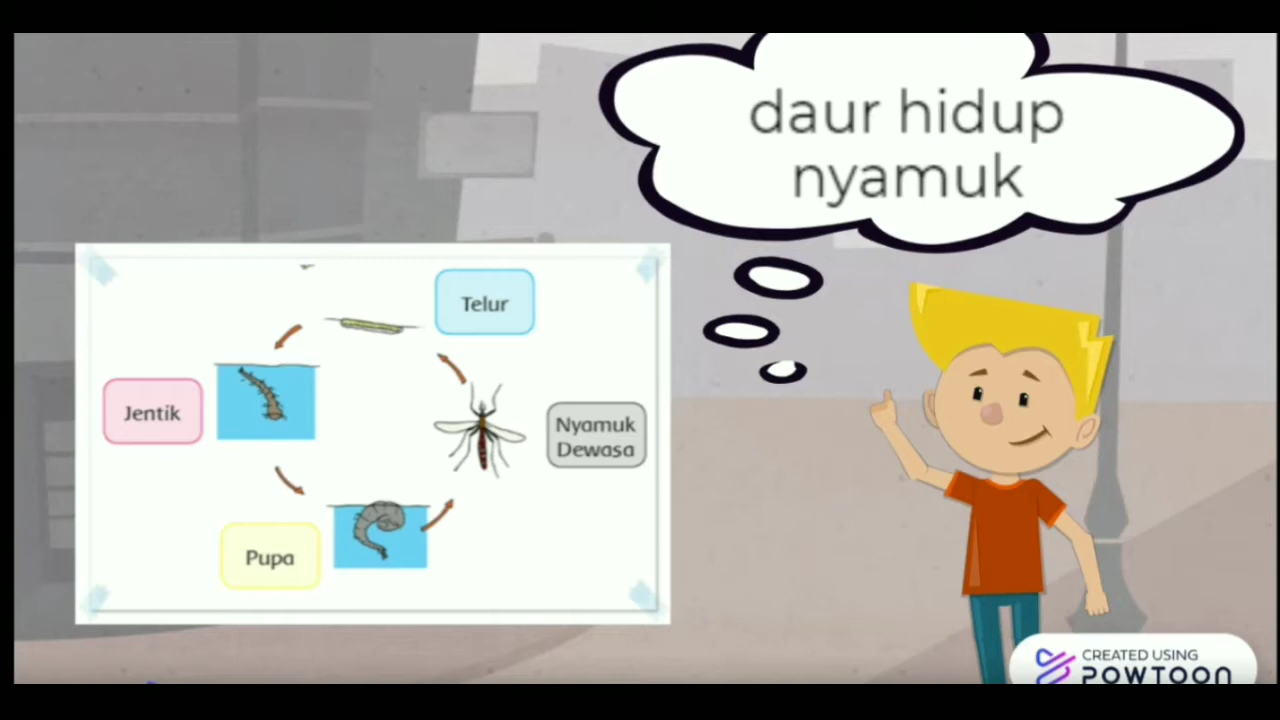 daur hidup
nyamuk
Telur
Jentik
Nyamuk
Dewasa
Pupa
CREATED USING
POWTOON